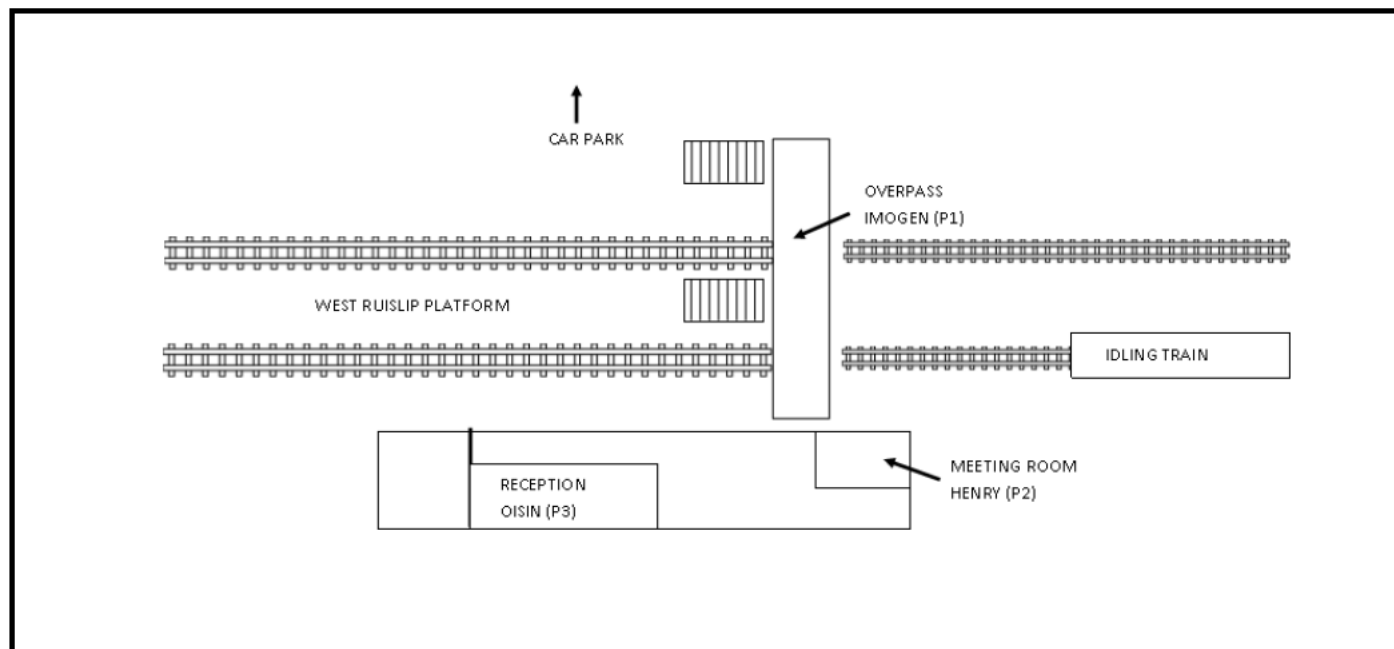 CAR PARK
OVERPASS
IMOGEN (P1)
WEST RUISLIP PLATFORM
IDLING TRAIN
MEETING ROOM
HENRY (P2)
RECEPTION
OISIN (P3)